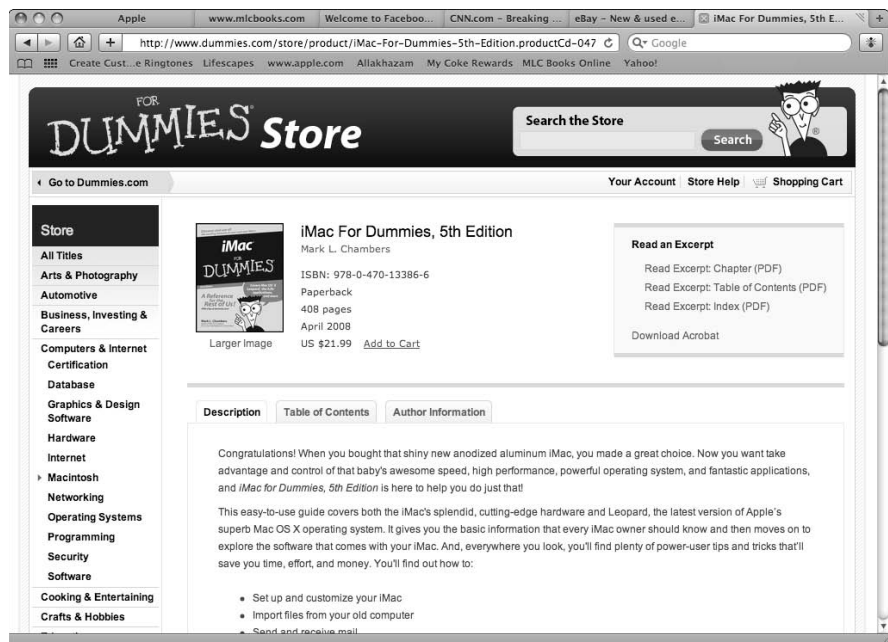 Apple
www.mlcbooks.com
Welcome to Faceboo...
CNN.com – Breaking ...
eBay – New & used e...
iMac For Dummies, 5th E...
http://www.dummies.com/store/product/iMac-For-Dummies-5th-Edition.productCd-047
Google
Create Cust...e Ringtones Lifescapes www.apple.com Allakhazam My Coke Rewards MLC Books Online Yahoo!
FOR
DUMMIES Store
Search the Store
Search
Go to Dummies.com
Your Account
Store Help
Shopping Cart
Store
All Titles
Arts & Photography
Automotive
Business, Investing &
Careers
Computers & Internet
Certification
Database
Graphics & Design
Software
Hardware
Internet
Macintosh
Networking
Operating Systems
Programming
Security
Software
Cooking & Entertaining
Crafts & Hobbies
iMac
FOR
DUMMIES
A Reference
for the
Rest of Us!
Mark L. Chambers
Larger Image
iMac For Dummies, 5th Edition
Mark L. Chambers
ISBN: 978-0-470-13386-6
Paperback
408 pages
April 2008
US $21.99 Add to Cart
Read an Excerpt
Read Excerpt: Chapter (PDF)
Read Excerpt: Table of Contents (PDF)
Read Excerpt: Index (PDF)
Download Acrobat
Description
Table of Contents
Author Information
Congratulations! When you bought that shiny new anodized aluminum iMac, you made a great choice. Now you want take
advantage and control of that baby's awesome speed, high performance, powerful operating system, and fantastic applications,
and iMac for Dummies, 5th Edition is here to help you do just that!
This easy-to-use guide covers both the iMac's splendid, cutting-edge hardware and Leopard, the latest version of Apple's
superb Mac OS X operating system. It gives you the basic information that every iMac owner should know and then moves on to
explore the software that comes with your iMac. And, everywhere you look, you'll find plenty of power-user tips and tricks that'll
save you time, effort, and money. You'll find out how to:
• Set up and customize your iMac
• Import files from your old computer
• Send and receive mail